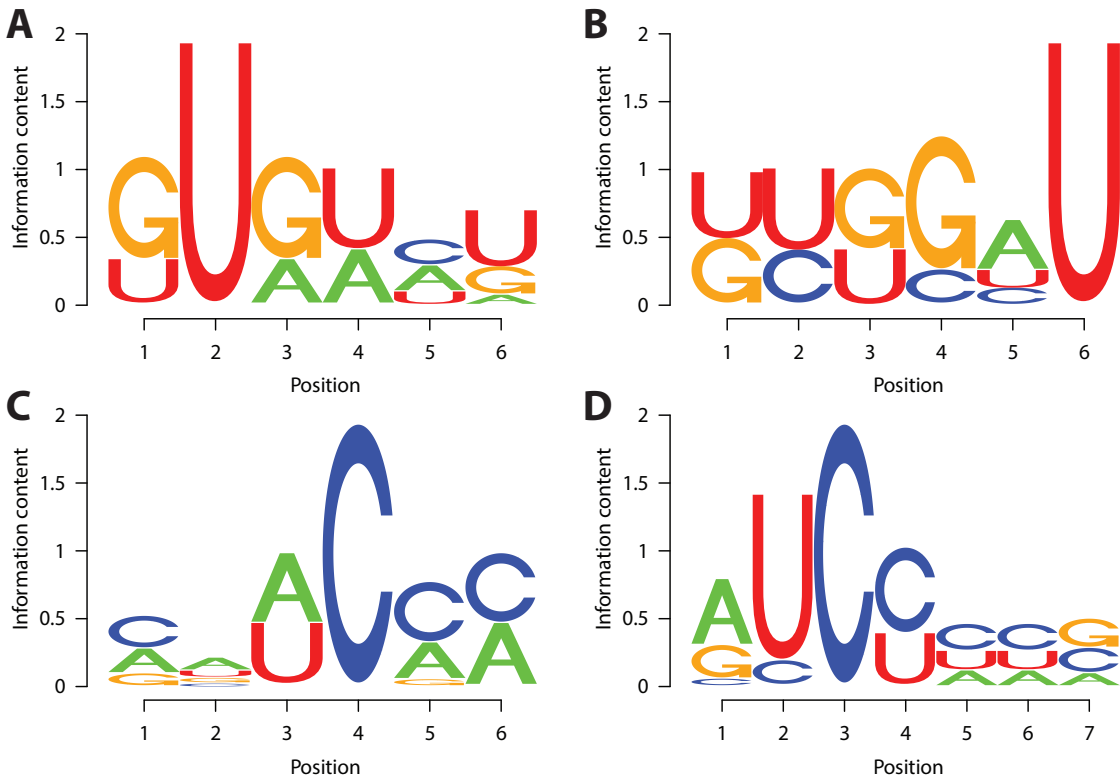 A
Information content
2
1.5
1
0.5
0
G U G U C U
U A A A G
U A
1 2 3 4 5 6
Position
B
Information content
2
1.5
1
0.5
0
U U G G A U
G C U C U
C
1 2 3 4 5 6
Position
C
Information content
2
1.5
1
0.5
0
C A A C C C
A U U A A
G G G
C
1 2 3 4 5 6
Position
D
Information content
2
1.5
1
0.5
0
A U C C C C G
G C U U U C
C A A A
1 2 3 4 5 6 7
Position